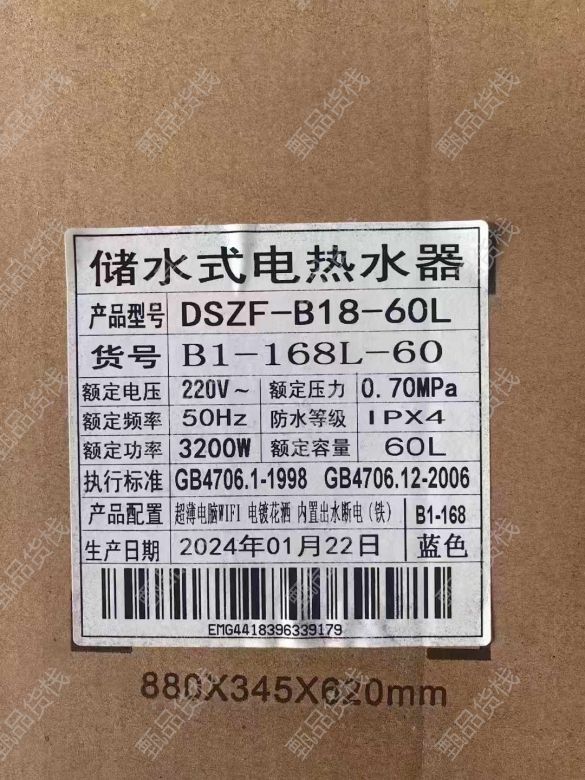 储水式电热水器
产品型号 DSZF-B18-60L
货号 B1-168L-60
额定电压 220V~ 额定压力 0.70MPa
额定频率 50Hz 防水等级 IPX4
额定功率 3200W 额定容量 60L
执行标准 GB4706.1-1998 GB4706.12-2006
产品配置 超薄电脑WIFI 电镀花洒 内置出水断电(铁) B1-168
生产日期 2024年01月22日 蓝色
EMG4418396339179
880X345X620mm
甄品货栈